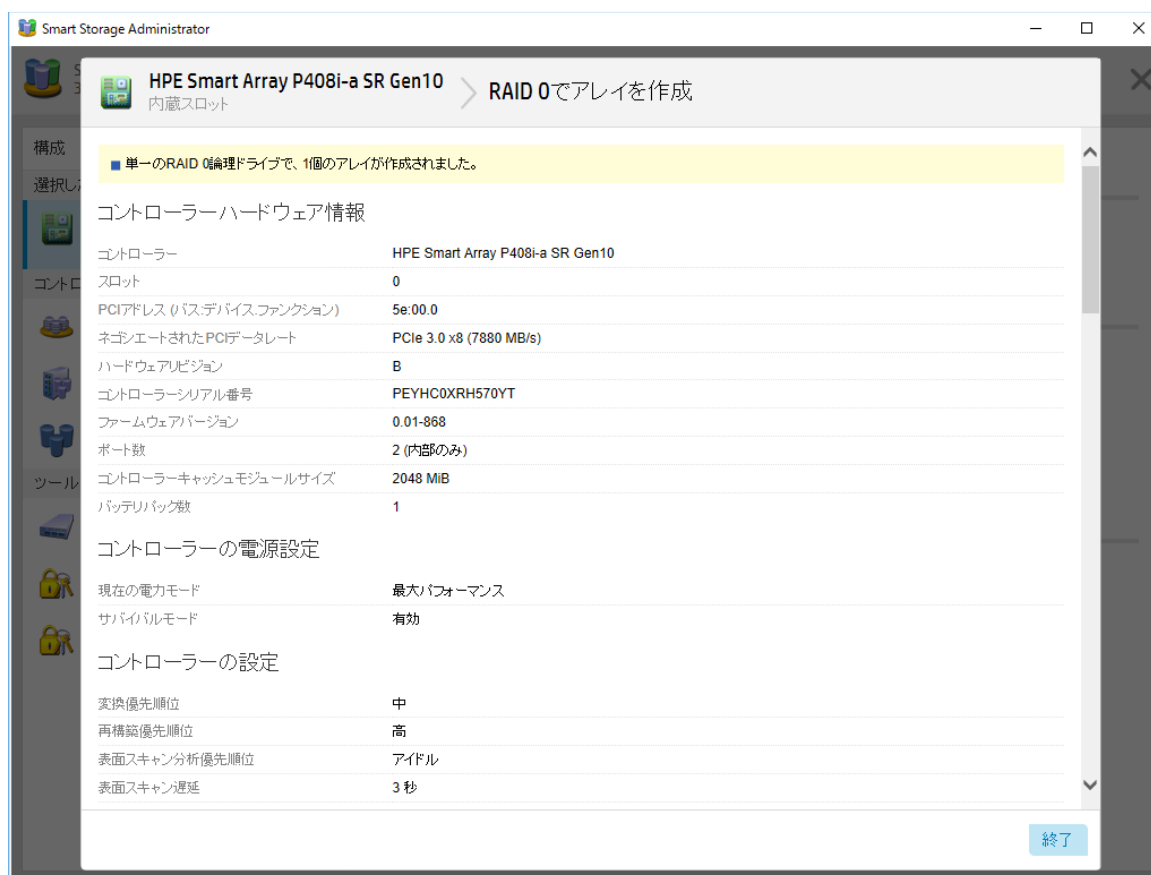 Smart Storage Administrator
S
3
HPE Smart Array P408i-a SR Gen10
内蔵スロット
RAID 0でアレイを作成
構成
選択した
コントロ
ツール
単一のRAID 0論理ドライブで、1個のアレイが作成されました。
コントローラーハードウェア情報
コントローラー HPE Smart Array P408i-a SR Gen10
スロット 0
PCIアドレス (バス:デバイス.ファンクション) 5e:00.0
ネゴシエートされたPCIデータレート PCIe 3.0 x8 (7880 MB/s)
ハードウェアリビジョン B
コントローラーシリアル番号 PEYHC0XRH570YT
ファームウェアバージョン 0.01-868
ポート数 2 (内部のみ)
コントローラーキャッシュモジュールサイズ 2048 MiB
バッテリパック数 1
コントローラーの電源設定
現在の電力モード 最大パフォーマンス
サバイバルモード 有効
コントローラーの設定
変換優先順位 中
再構築優先順位 高
表面スキャン分析優先順位 アイドル
表面スキャン遅延 3 秒
終了